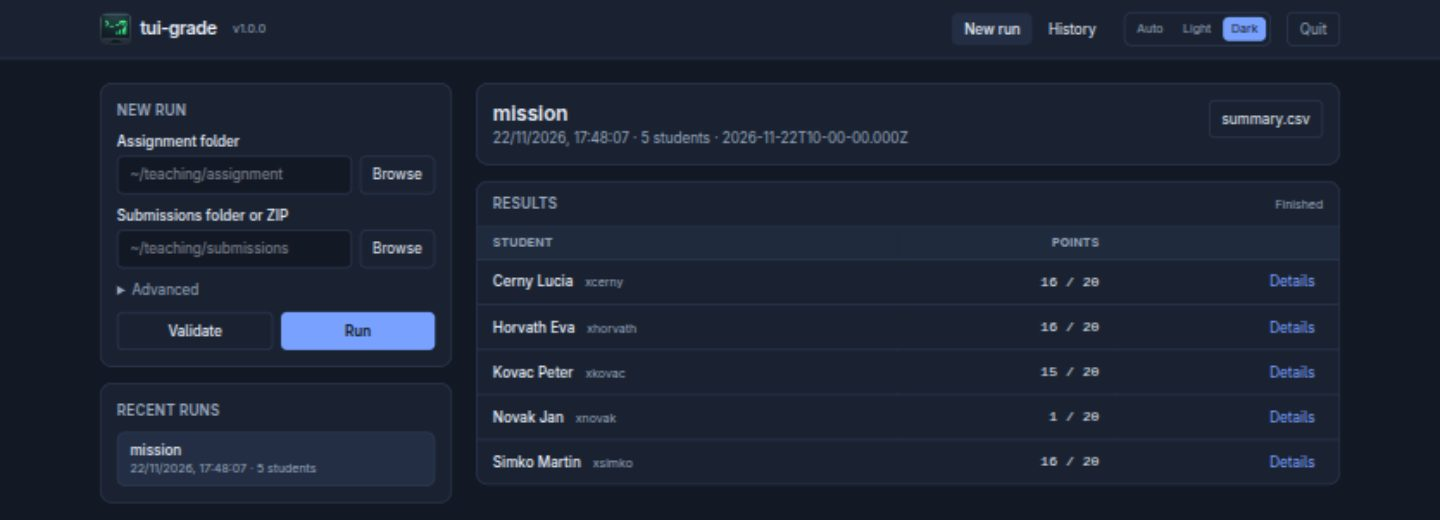 tui-grade v1.0.0
New run History Auto Light Dark Quit
NEW RUN
Assignment folder
~/teaching/assignment Browse
Submissions folder or ZIP
~/teaching/submissions Browse
▸ Advanced
Validate Run
RECENT RUNS
mission
22/11/2026, 17:48:07 · 5 students
mission
22/11/2026, 17:48:07 · 5 students · 2026-11-22T10-00-00.000Z
summary.csv
RESULTS Finished
STUDENT POINTS
Cerny Lucia xcerny 16 / 20 Details
Horvath Eva xhorvath 16 / 20 Details
Kovac Peter xkovac 15 / 20 Details
Novak Jan xnovak 1 / 20 Details
Simko Martin xsimko 16 / 20 Details